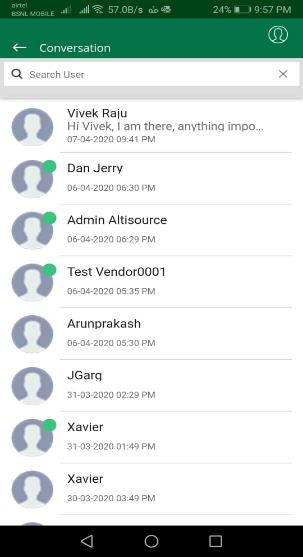 airtel
BSNL MOBILE 57.0B/s 24% 9:57 PM
Conversation
Search User
Vivek Raju
Hi Vivek, I am there, anything impo...
07-04-2020 09:41 PM
Dan Jerry
06-04-2020 06:30 PM
Admin Altisource
06-04-2020 06:29 PM
Test Vendor0001
06-04-2020 05:35 PM
Arunprakash
06-04-2020 05:30 PM
JGarg
31-03-2020 02:29 PM
Xavier
31-03-2020 01:49 PM
Xavier
30-03-2020 03:49 PM